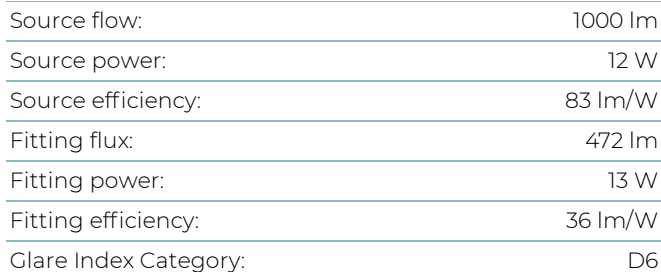 Source flow: 1000 lm
Source power: 12 W
Source efficiency: 83 lm/W
Fitting flux: 472 lm
Fitting power: 13 W
Fitting efficiency: 36 lm/W
Glare Index Category: D6